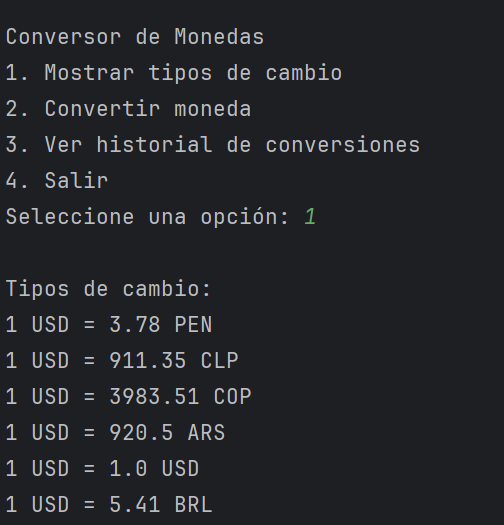 Conversor de Monedas
1. Mostrar tipos de cambio
2. Convertir moneda
3. Ver historial de conversiones
4. Salir
Seleccione una opción: 1
Tipos de cambio:
1 USD = 3.78 PEN
1 USD = 911.35 CLP
1 USD = 3983.51 COP
1 USD = 920.5 ARS
1 USD = 1.0 USD
1 USD = 5.41 BRL